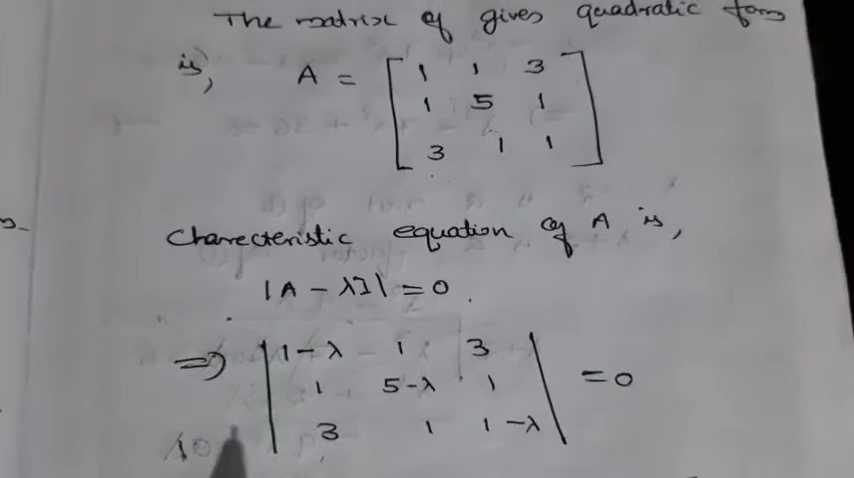 The matrix of given quadratic form
is, A = [ 1 1 3
1 5 1
3 1 1 ]
Charecteristic equation of A is,
|A - λI| = 0.
=> | 1-λ 1 3
1 5-λ 1 = 0
3 1 1-λ |